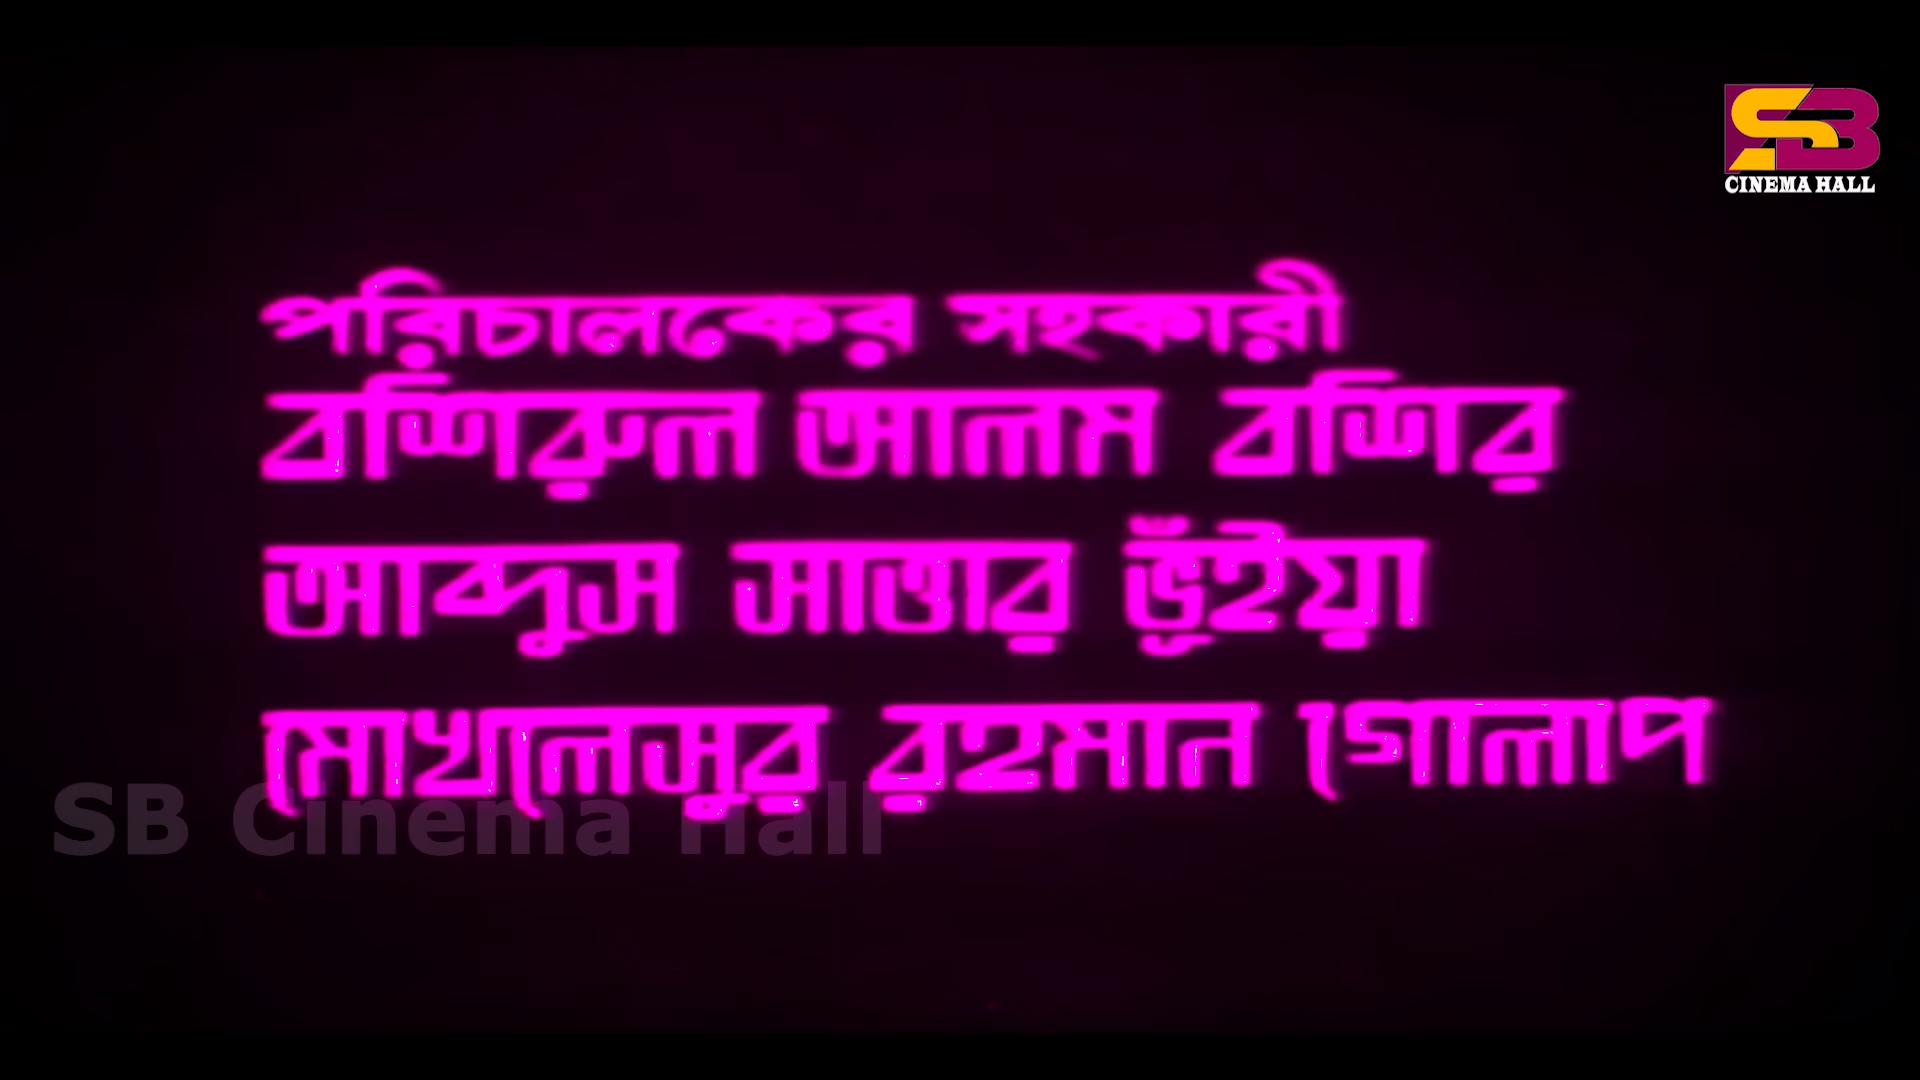 SB
CINEMA HALL
পরিচালকের সহকারী
বশিরুল আলম বশির
আব্দুস সাত্তার ভূঁইয়া
মোখলেসুর রহমান গোলাপ
SB Cinema Hall